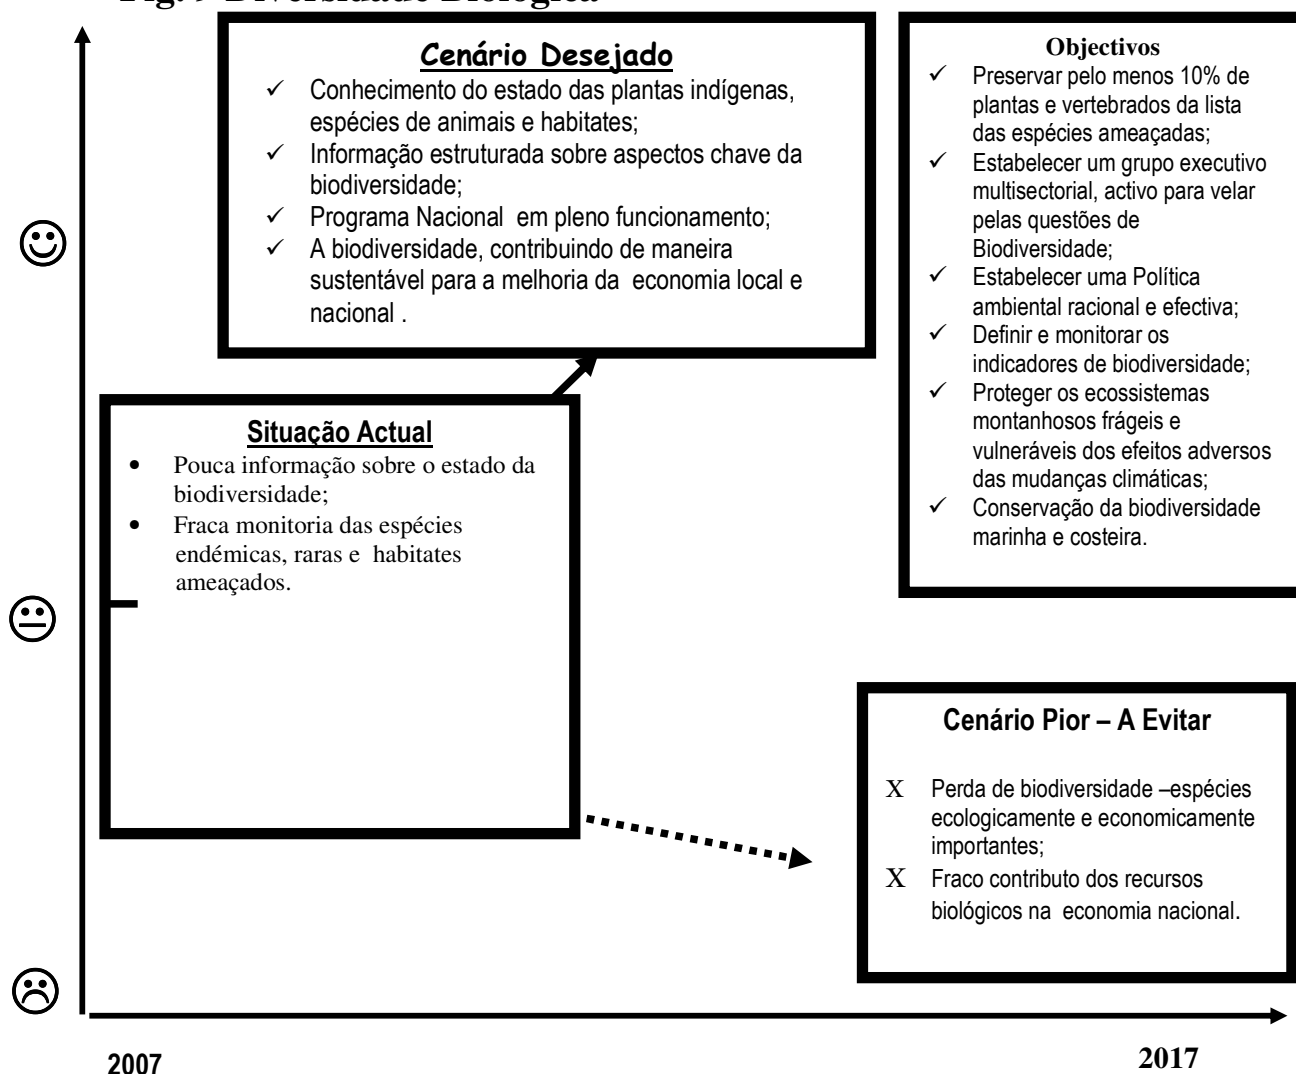 Fig. 9 Diversidade Biológica
Cenário Desejado
✓ Conhecimento do estado das plantas indígenas,
espécies de animais e habitates;
✓ Informação estruturada sobre aspectos chave da
biodiversidade;
✓ Programa Nacional em pleno funcionamento;
✓ A biodiversidade, contribuindo de maneira
sustentável para a melhoria da economia local e
nacional .
Objectivos
✓ Preservar pelo menos 10% de
plantas e vertebrados da lista
das espécies ameaçadas;
✓ Estabelecer um grupo executivo
multisectorial, activo para velar
pelas questões de
Biodiversidade;
✓ Estabelecer uma Política
ambiental racional e efectiva;
✓ Definir e monitorar os
indicadores de biodiversidade;
✓ Proteger os ecossistemas
montanhosos frágeis e
vulneráveis dos efeitos adversos
das mudanças climáticas;
✓ Conservação da biodiversidade
marinha e costeira.
Situação Actual
• Pouca informação sobre o estado da
biodiversidade;
• Fraca monitoria das espécies
endémicas, raras e habitates
ameaçados.
Cenário Pior – A Evitar
X Perda de biodiversidade –espécies
ecologicamente e economicamente
importantes;
X Fraco contributo dos recursos
biológicos na economia nacional.
2007
2017